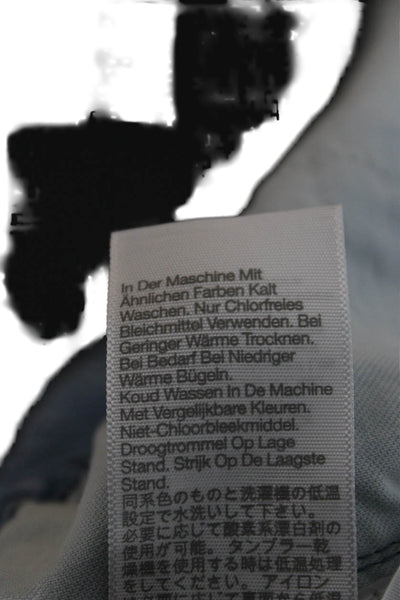 In Der Maschine Mit
Ähnlichen Farben Kalt
Waschen. Nur Chlorfreies
Bleichmittel Verwenden. Bei
Geringer Wärme Trocknen.
Bei Bedarf Bei Niedriger
Wärme Bügeln.
Koud Wassen In De Machine
Met Vergelijkbare Kleuren.
Niet-Chloorbleekmiddel.
Droogtrommel Op Lage
Stand. Strijk Op De Laagste
Stand.
同系色のものと洗濯機の低温
設定で水洗いして下さい。
必要に応じて酸素系漂白剤の
使用が可能。タンブラー乾
燥機を使用する時は低温処理
をしてください。アイロン